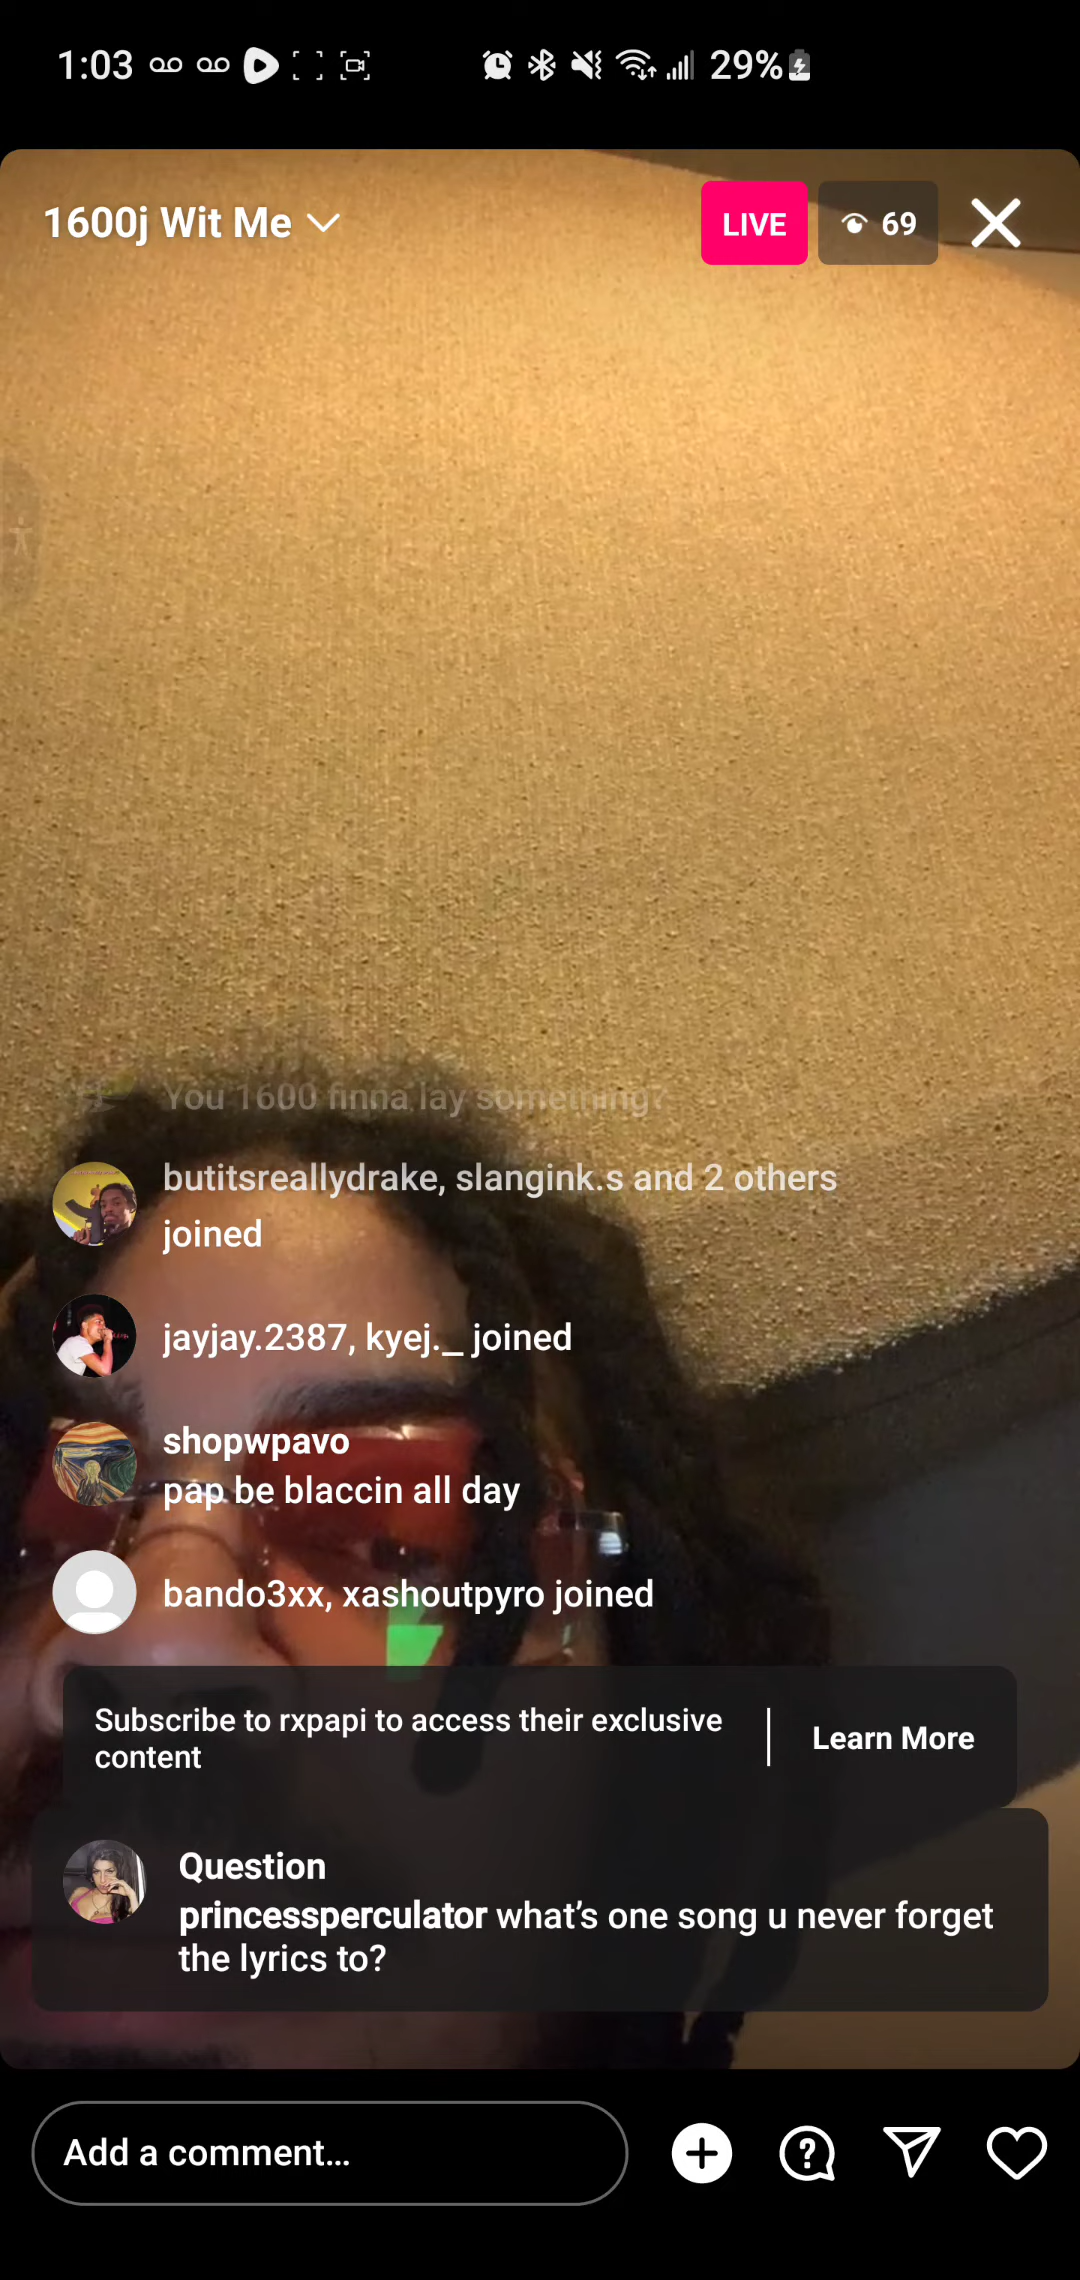 1:03
29%
1600j Wit Me
LIVE
69
You 1600 finna lay something?
butitsreallydrake, slangink.s and 2 others
joined
jayjay.2387, kyej._ joined
shopwpavo
pap be blaccin all day
bando3xx, xashoutpyro joined
Subscribe to rxpapi to access their exclusive
content
Learn More
Question
princessperculator what’s one song u never forget
the lyrics to?
Add a comment...